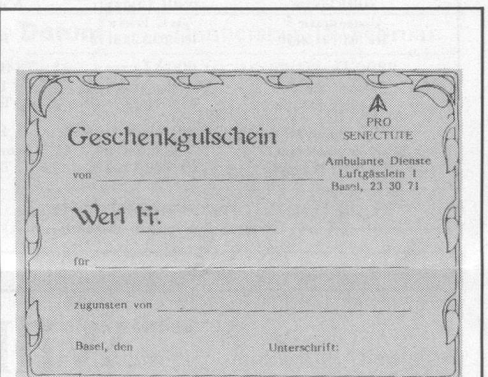 Geschenkgutschein
PRO
SENECTUTE
Ambulante Dienste
Luftgässlein 1
Basel, 23 30 71
von
Wert Fr.
für
zugunsten von
Basel, den Unterschrift: